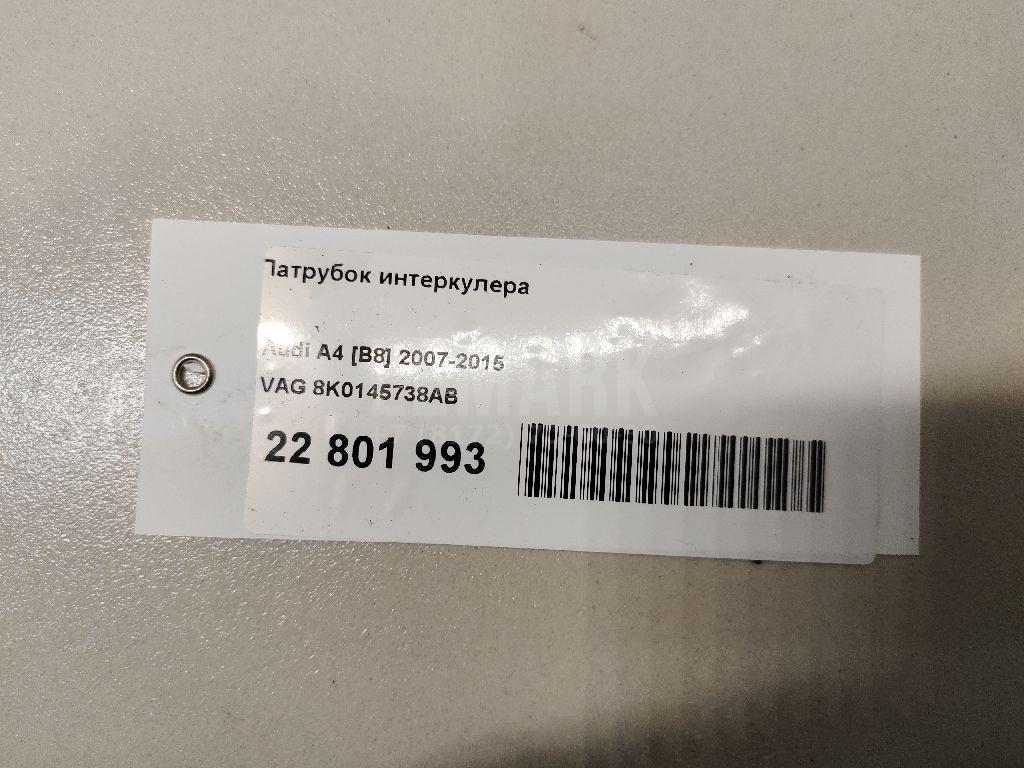 Патрубок интеркулера
Audi A4 [B8] 2007-2015
VAG 8K0145738AB
22 801 993